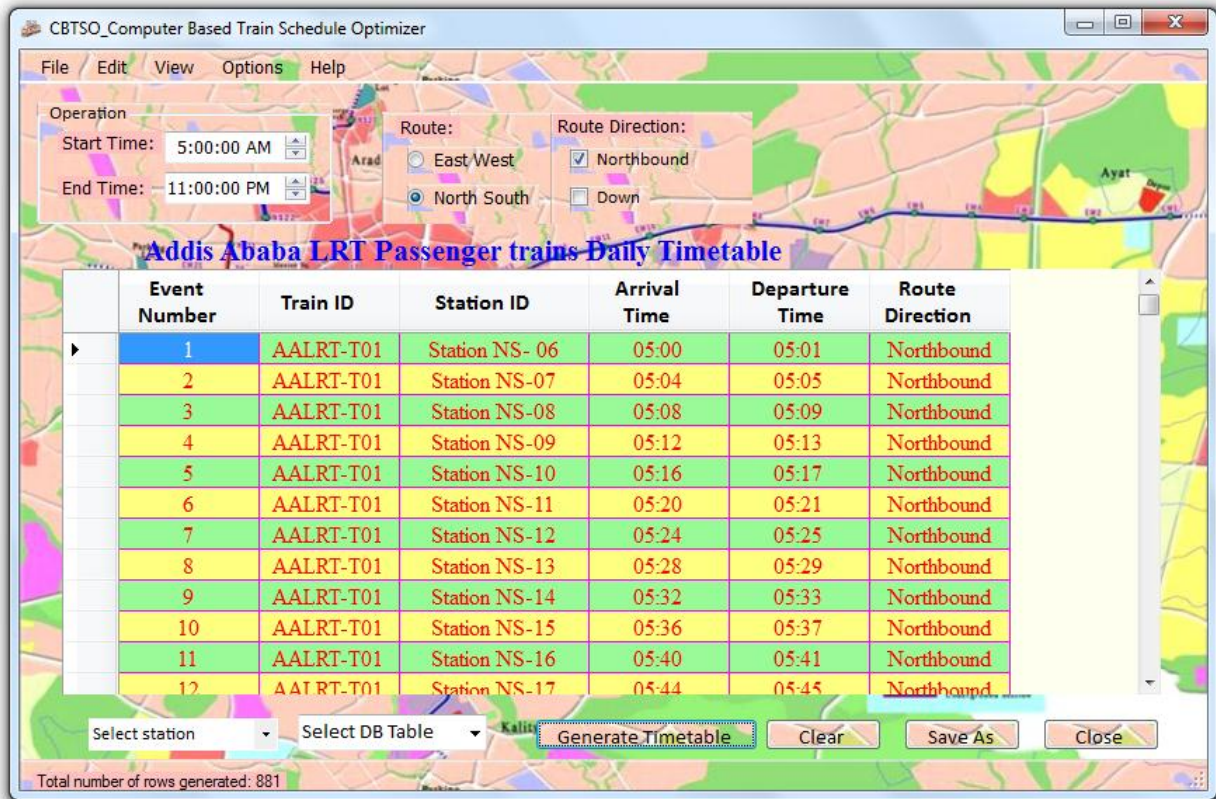 CBTSO_Computer Based Train Schedule Optimizer
File Edit View Options Help
Operation
Start Time: 5:00:00 AM
End Time: 11:00:00 PM
Route:
East/West
North South
Route Direction:
Northbound
Down
Arad
Ayat
Addis Ababa LRT Passenger trains Daily Timetable
Event Number Train ID Station ID Arrival Time Departure Time Route Direction
1 AALRT-T01 Station NS- 06 05:00 05:01 Northbound
2 AALRT-T01 Station NS-07 05:04 05:05 Northbound
3 AALRT-T01 Station NS-08 05:08 05:09 Northbound
4 AALRT-T01 Station NS-09 05:12 05:13 Northbound
5 AALRT-T01 Station NS-10 05:16 05:17 Northbound
6 AALRT-T01 Station NS-11 05:20 05:21 Northbound
7 AALRT-T01 Station NS-12 05:24 05:25 Northbound
8 AALRT-T01 Station NS-13 05:28 05:29 Northbound
9 AALRT-T01 Station NS-14 05:32 05:33 Northbound
10 AALRT-T01 Station NS-15 05:36 05:37 Northbound
11 AALRT-T01 Station NS-16 05:40 05:41 Northbound
12 AALRT-T01 Station NS-17 05:44 05:45 Northbound
Select station Select DB Table Kality Generate Timetable Clear Save As Close
Total number of rows generated: 881